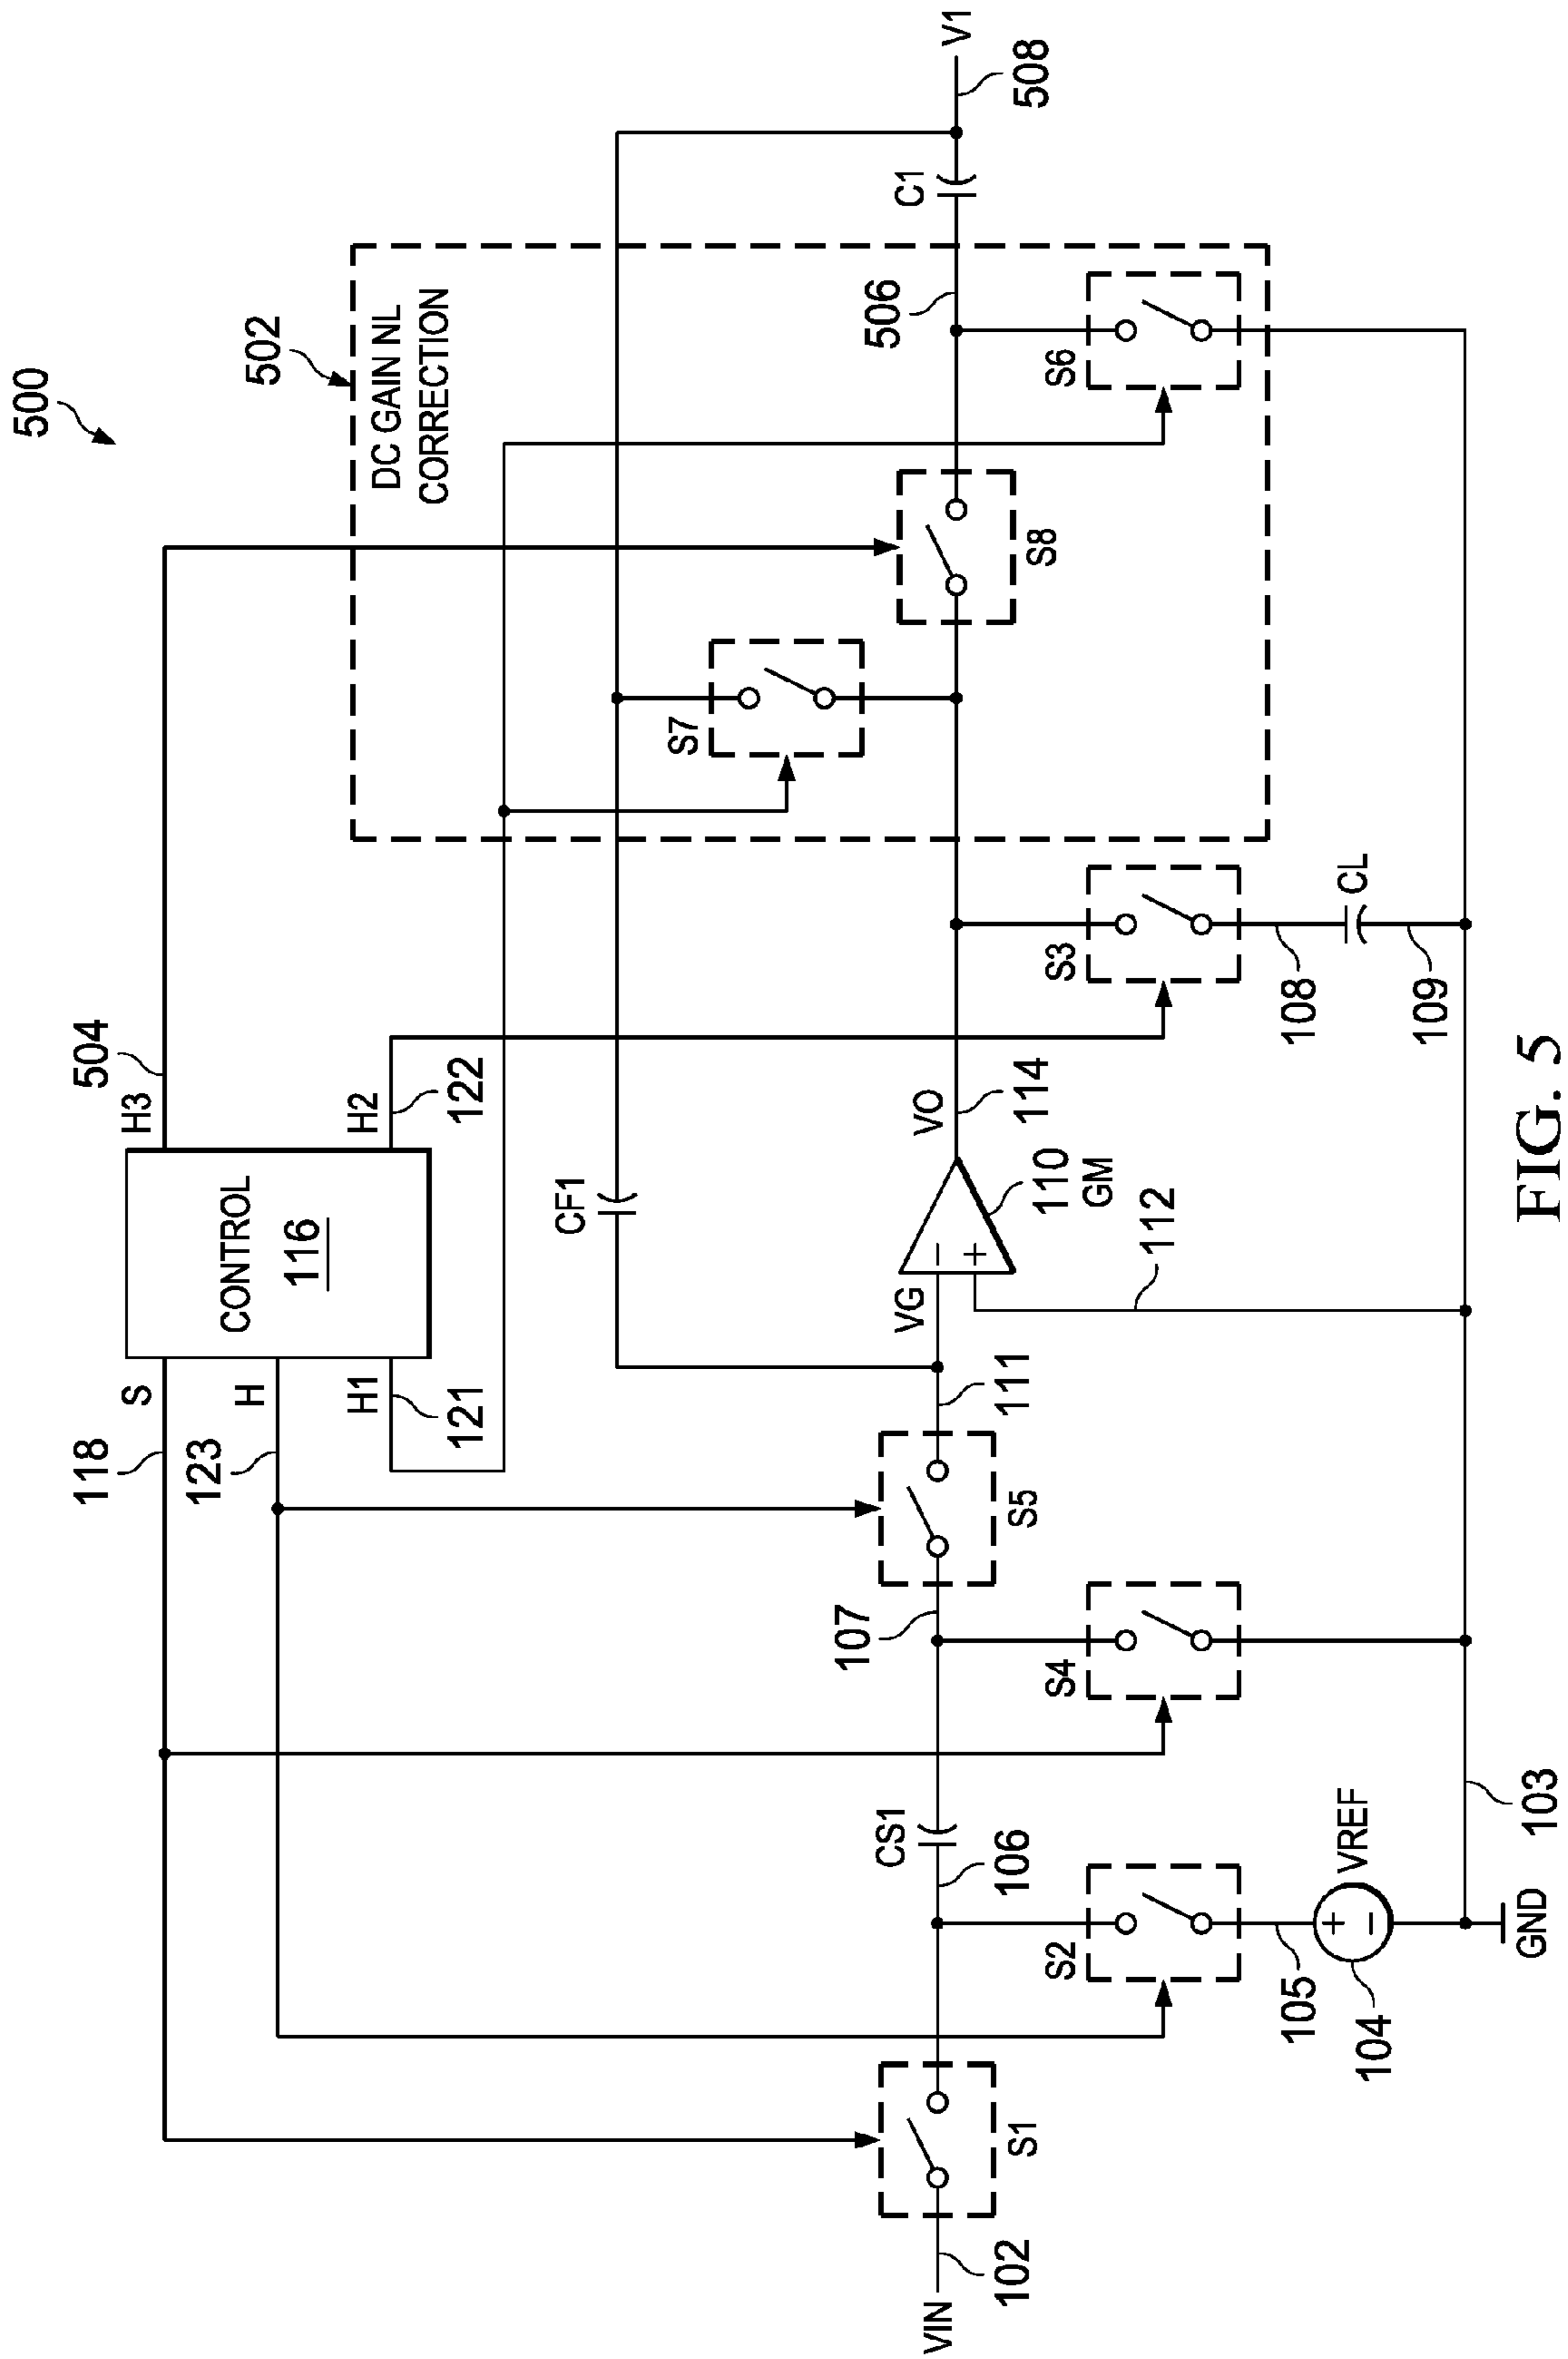 500
502
DC GAIN NL
CORRECTION
504
H3
S
118
H
123
H1
121
CONTROL
116
H2
122
CF1
S7
S8
506
C1
V1
508
S6
VIN
102
S1
CS1
106
107
S5
111
VG
−
+
VO
114
110
GM
112
S2
S4
S3
105
108
CL
109
VREF
+
−
104
GND
103
FIG. 5